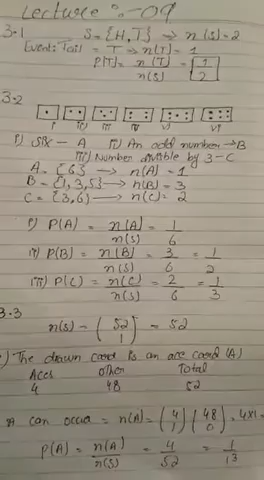 Lecture :-09
3.1 S = {H, T} ⇒ n(S) = 2
Event Tail = T ⇒ n(T) = 1
P(T) = n(T) / n(S) = 1/2
3.2
I II III IV V VI
i) Six - A ii) An odd number → B
iii) Number divisible by 3 - C
A = {6} ⇒ n(A) = 1
B = {1, 3, 5} ⇒ n(B) = 3
C = {3, 6} ⇒ n(C) = 2
i) P(A) = n(A) / n(S) = 1/6
ii) P(B) = n(B) / n(S) = 3/6 = 1/2
iii) P(C) = n(C) / n(S) = 2/6 = 1/3
3.3
n(S) = (52 1) = 52
) The drawn card is an ace card (A)
Aces other Total
4 48 52
A can occur = n(A) = (4 1) (48 0) = 4x1
P(A) = n(A) / n(S) = 4/52 = 1/13